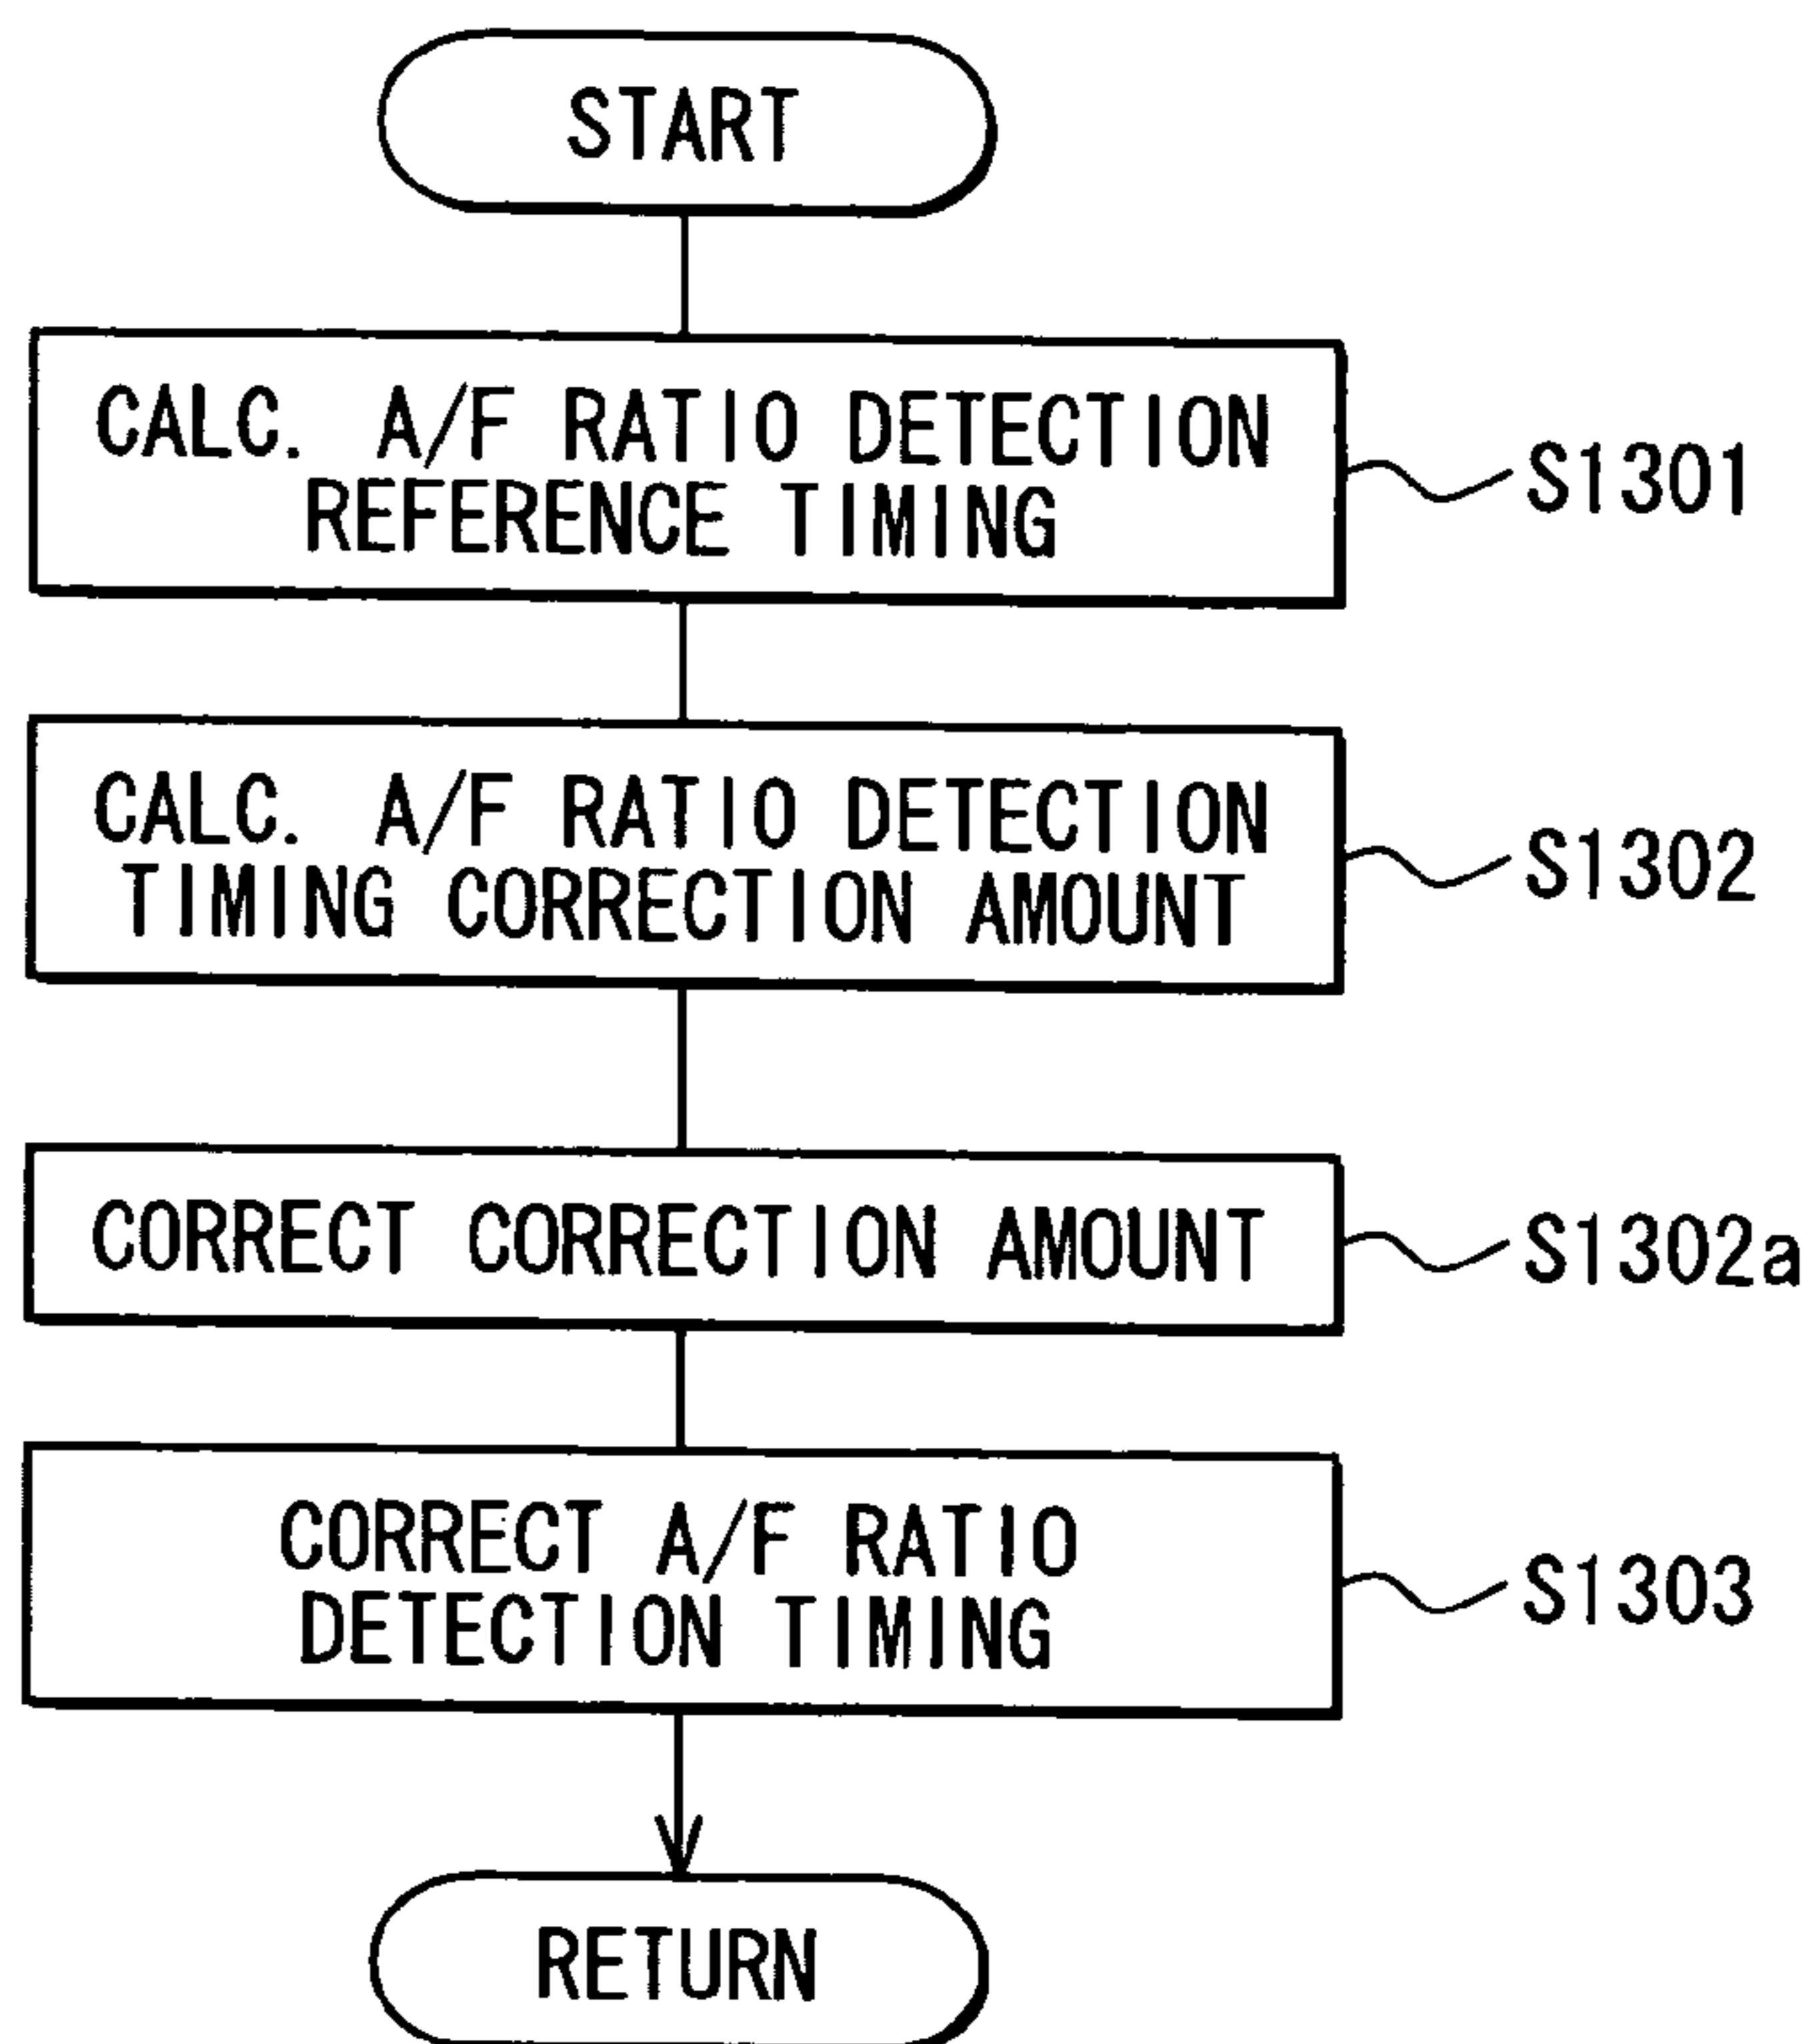 START
CALC. A/F RATIO DETECTION
REFERENCE TIMING
S1301
CALC. A/F RATIO DETECTION
TIMING CORRECTION AMOUNT
S1302
CORRECT CORRECTION AMOUNT
S1302a
CORRECT A/F RATIO
DETECTION TIMING
S1303
RETURN